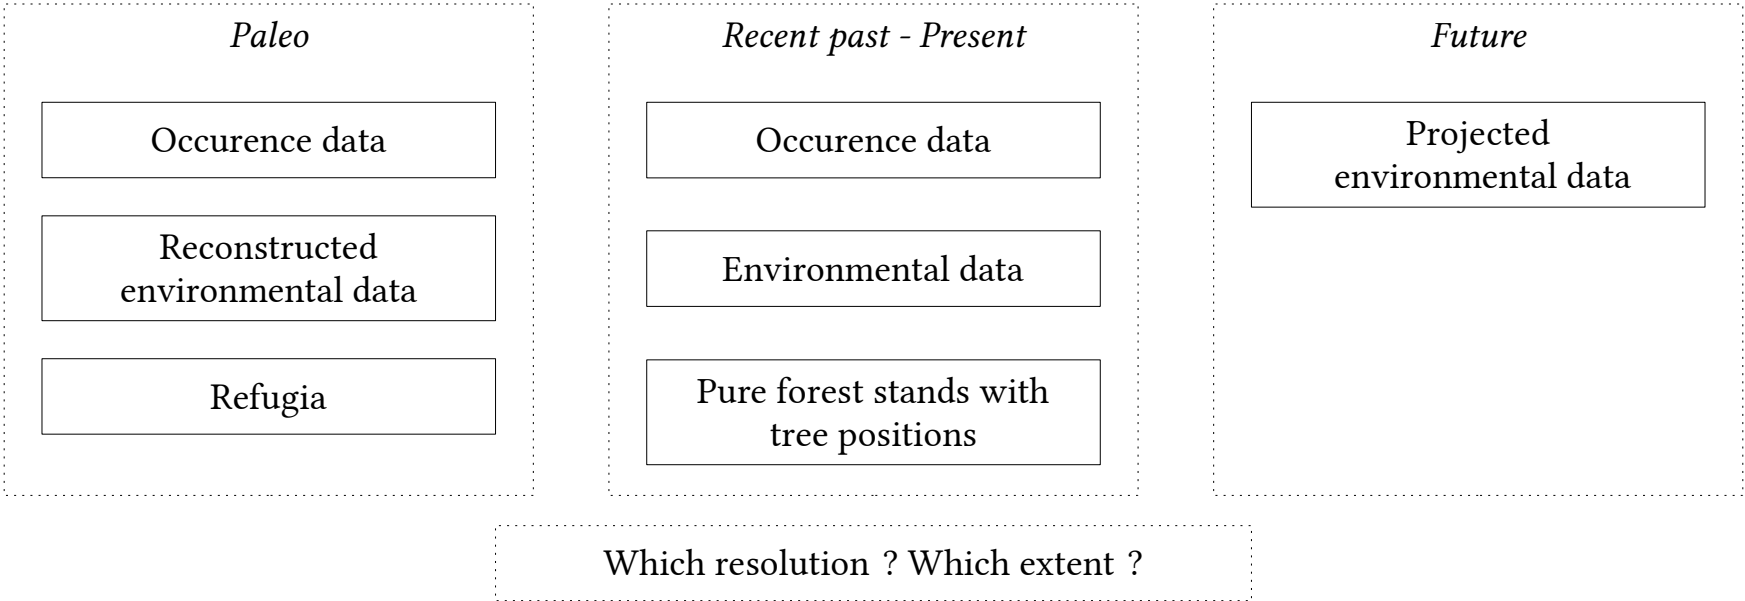 Paleo
Occurence data
Reconstructed
environmental data
Refugia
Recent past - Present
Occurence data
Environmental data
Pure forest stands with
tree positions
Future
Projected
environmental data
Which resolution ? Which extent ?